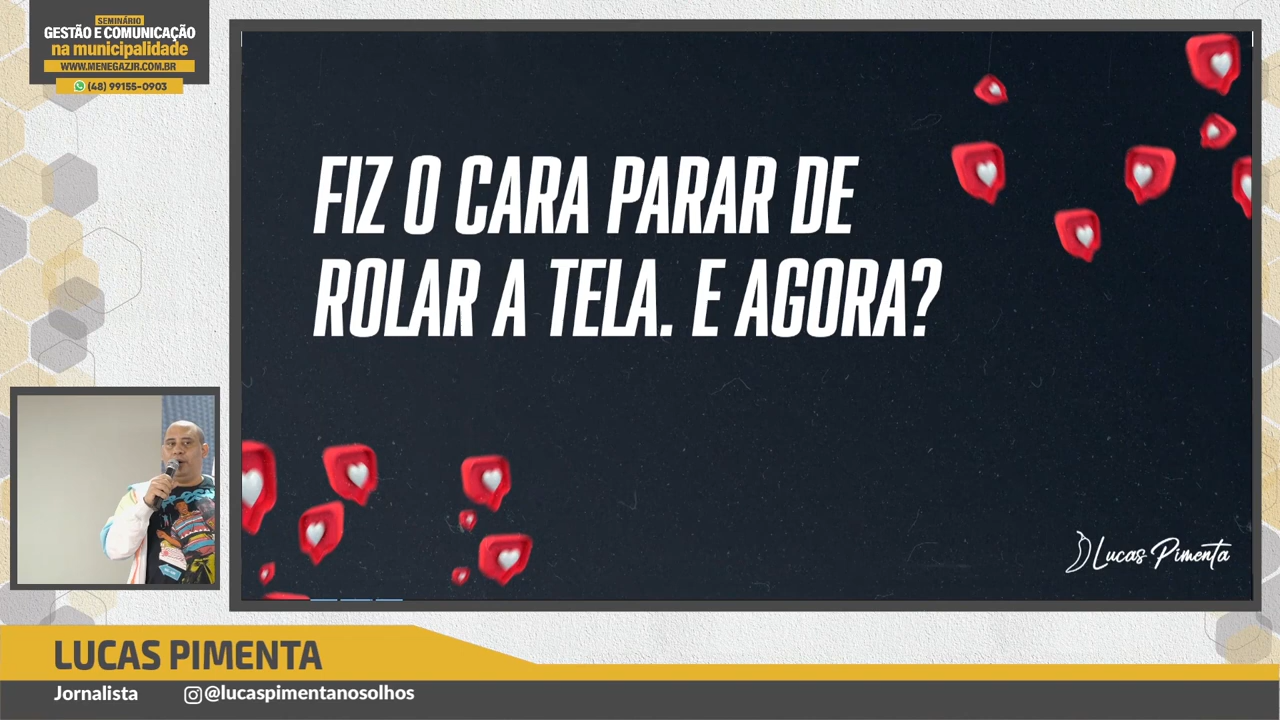 SEMINÁRIO
GESTÃO E COMUNICAÇÃO
na municipalidade
WWW.MENEGAZJR.COM.BR
(48) 99155-0903
FIZ O CARA PARAR DE
ROLAR A TELA. E AGORA?
Lucas Pimenta
LUCAS PIMENTA
Jornalista @lucaspimentanosolhos